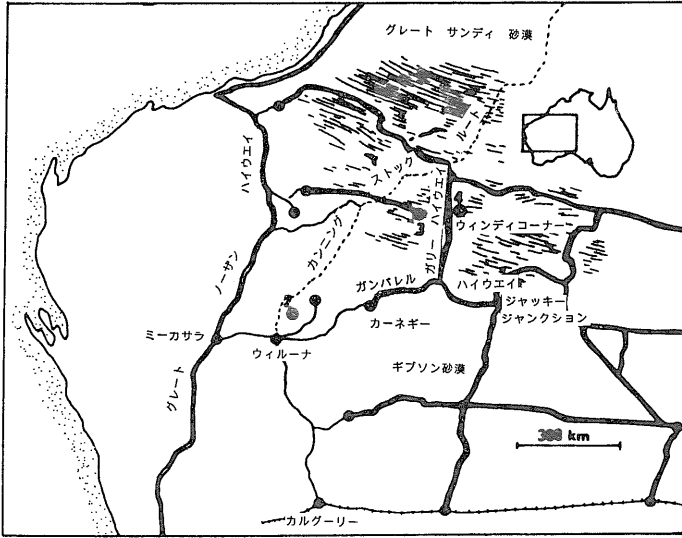 グレート サンディ 砂漠
ルート
ストック
カンニング
ハイウエイ
ノーザン
グレート
ガリー ハイウエイ
ウィンディコーナー
ガンバレル
ハイウエイ
カーネギー
ジャッキー
ジャンクション
ミーカサラ
ウィルーナ
ギブソン砂漠
300 km
カルグーリー